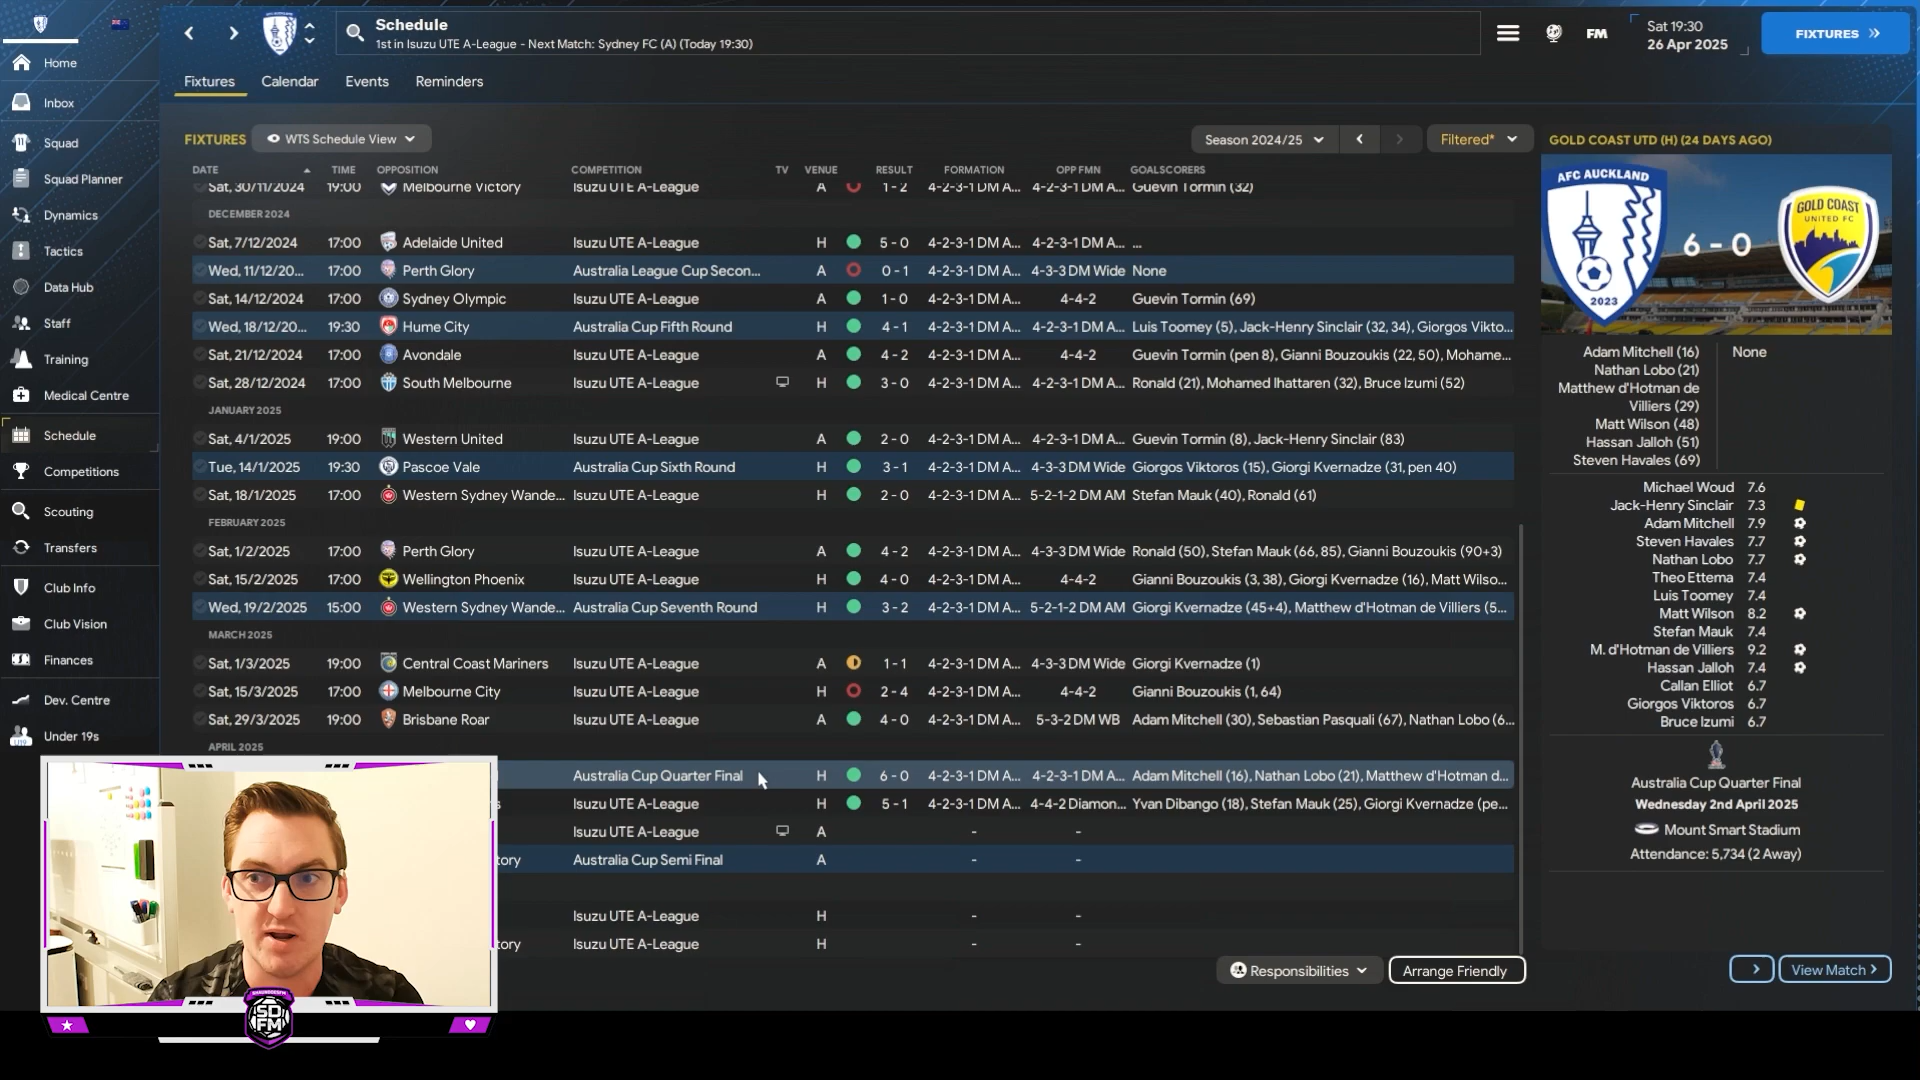 Schedule
1st in Isuzu UTE A-League - Next Match: Sydney FC (A) (Today 19:30)
FM
Sat 19:30
26 Apr 2025
FIXTURES
Home
Inbox
Squad
Squad Planner
Dynamics
Tactics
Data Hub
Staff
Training
Medical Centre
Schedule
Competitions
Scouting
Transfers
Club Info
Club Vision
Finances
Dev. Centre
Under 19s
Fixtures Calendar Events Reminders
FIXTURES WTS Schedule View Season 2024/25 Filtered*
DATE TIME OPPOSITION COMPETITION TV VENUE RESULT FORMATION OPP FMN GOALSCORERS
Sat, 30/11/2024 19:00 Melbourne Victory Isuzu UTE A-League A 1 - 2 4-2-3-1 DM A... 4-2-3-1 DM A... Guevin Tormin (32)
DECEMBER 2024
Sat, 7/12/2024 17:00 Adelaide United Isuzu UTE A-League H 5 - 0 4-2-3-1 DM A... 4-2-3-1 DM A... ...
Wed, 11/12/20... 17:00 Perth Glory Australia League Cup Secon... A 0 - 1 4-2-3-1 DM A... 4-3-3 DM Wide None
Sat, 14/12/2024 17:00 Sydney Olympic Isuzu UTE A-League A 1 - 0 4-2-3-1 DM A... 4-4-2 Guevin Tormin (69)
Wed, 18/12/20... 19:30 Hume City Australia Cup Fifth Round H 4 - 1 4-2-3-1 DM A... 4-2-3-1 DM A... Luis Toomey (5), Jack-Henry Sinclair (32, 34), Giorgos Vikto...
Sat, 21/12/2024 17:00 Avondale Isuzu UTE A-League A 4 - 2 4-2-3-1 DM A... 4-4-2 Guevin Tormin (pen 8), Gianni Bouzoukis (22, 50), Mohame...
Sat, 28/12/2024 17:00 South Melbourne Isuzu UTE A-League H 3 - 0 4-2-3-1 DM A... 4-2-3-1 DM A... Ronald (21), Mohamed Ihattaren (32), Bruce Izumi (52)
JANUARY 2025
Sat, 4/1/2025 19:00 Western United Isuzu UTE A-League A 2 - 0 4-2-3-1 DM A... 4-2-3-1 DM A... Guevin Tormin (8), Jack-Henry Sinclair (83)
Tue, 14/1/2025 19:30 Pascoe Vale Australia Cup Sixth Round H 3 - 1 4-2-3-1 DM A... 4-3-3 DM Wide Giorgos Viktoros (15), Giorgi Kvernadze (31, pen 40)
Sat, 18/1/2025 17:00 Western Sydney Wande... Isuzu UTE A-League H 2 - 0 4-2-3-1 DM A... 5-2-1-2 DM AM Stefan Mauk (40), Ronald (61)
FEBRUARY 2025
Sat, 1/2/2025 17:00 Perth Glory Isuzu UTE A-League A 4 - 2 4-2-3-1 DM A... 4-3-3 DM Wide Ronald (50), Stefan Mauk (66, 85), Gianni Bouzoukis (90+3)
Sat, 15/2/2025 17:00 Wellington Phoenix Isuzu UTE A-League H 4 - 0 4-2-3-1 DM A... 4-4-2 Gianni Bouzoukis (3, 38), Giorgi Kvernadze (16), Matt Wilso...
Wed, 19/2/2025 15:00 Western Sydney Wande... Australia Cup Seventh Round H 3 - 2 4-2-3-1 DM A... 5-2-1-2 DM AM Giorgi Kvernadze (45+4), Matthew d'Hotman de Villiers (5...
MARCH 2025
Sat, 1/3/2025 19:00 Central Coast Mariners Isuzu UTE A-League A 1 - 1 4-2-3-1 DM A... 4-3-3 DM Wide Giorgi Kvernadze (1)
Sat, 15/3/2025 17:00 Melbourne City Isuzu UTE A-League H 2 - 4 4-2-3-1 DM A... 4-4-2 Gianni Bouzoukis (1, 64)
Sat, 29/3/2025 19:00 Brisbane Roar Isuzu UTE A-League A 4 - 0 4-2-3-1 DM A... 5-3-2 DM WB Adam Mitchell (30), Sebastian Pasquali (67), Nathan Lobo (6...
APRIL 2025
Australia Cup Quarter Final H 6 - 0 4-2-3-1 DM A... 4-2-3-1 DM A... Adam Mitchell (16), Nathan Lobo (21), Matthew d'Hotman d...
s Isuzu UTE A-League H 5 - 1 4-2-3-1 DM A... 4-4-2 Diamon... Yvan Dibango (18), Stefan Mauk (25), Giorgi Kvernadze (pe...
Isuzu UTE A-League A - -
tory Australia Cup Semi Final A - -
Isuzu UTE A-League H - -
tory Isuzu UTE A-League H - -
Responsibilities Arrange Friendly
GOLD COAST UTD (H) (24 DAYS AGO)
AFC AUCKLAND
2023
6 - 0
GOLD COAST
UNITED FC
Adam Mitchell (16) None
Nathan Lobo (21)
Matthew d'Hotman de
Villiers (29)
Matt Wilson (48)
Hassan Jalloh (51)
Steven Havales (69)
Michael Woud 7.6
Jack-Henry Sinclair 7.3
Adam Mitchell 7.9
Steven Havales 7.7
Nathan Lobo 7.7
Theo Ettema 7.4
Luis Toomey 7.4
Matt Wilson 8.2
Stefan Mauk 7.4
M. d'Hotman de Villiers 9.2
Hassan Jalloh 7.4
Callan Elliot 6.7
Giorgos Viktoros 6.7
Bruce Izumi 6.7
Australia Cup Quarter Final
Wednesday 2nd April 2025
Mount Smart Stadium
Attendance: 5,734 (2 Away)
View Match
SD
FM